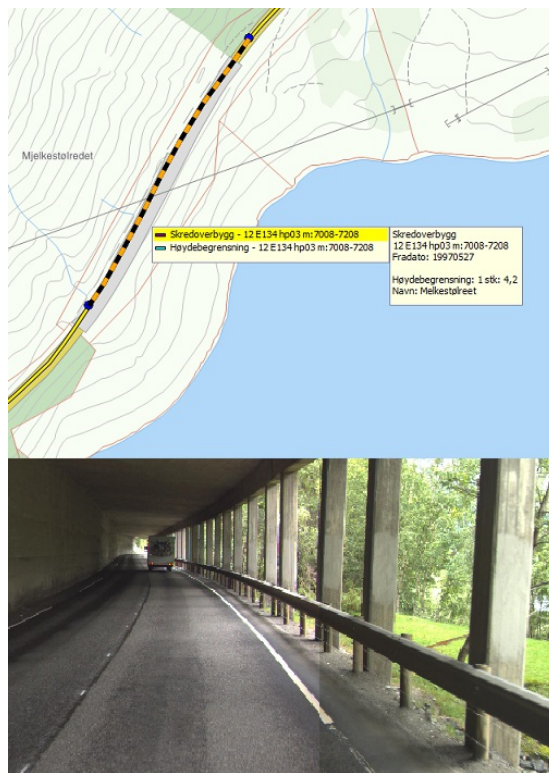 Mjelkestølredet
Skredoverbygg - 12 E134 hp03 m:7008-7208
Høydebegrensning - 12 E134 hp03 m:7008-7208
Skredoverbygg
12 E134 hp03 m:7008-7208
Fradato: 19970527
Høydebegrensning: 1 stk: 4,2
Navn: Melkestølreet